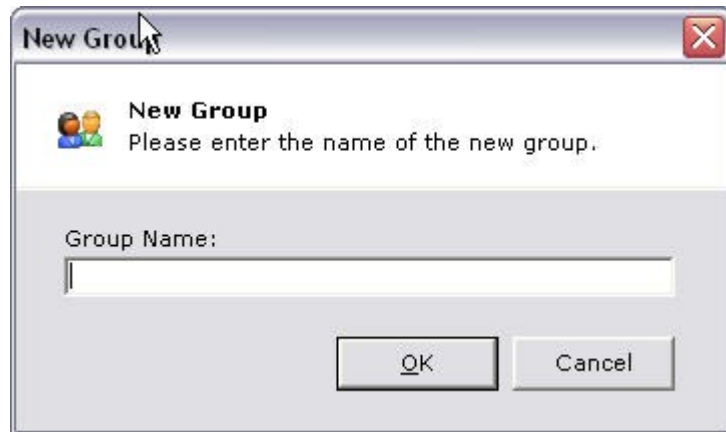 New Group
New Group
Please enter the name of the new group.
Group Name:
OK
Cancel